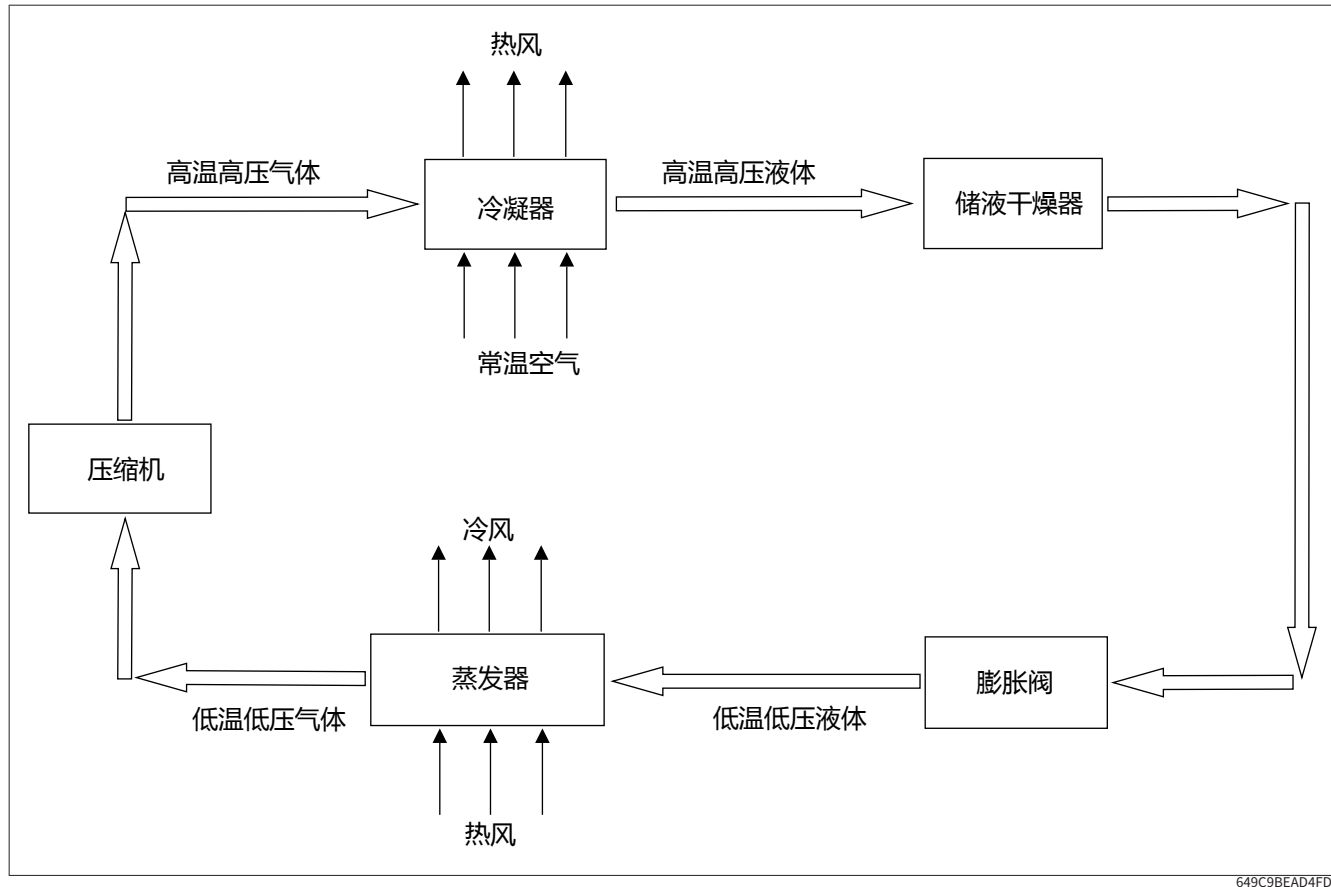 热风
高温高压气体
高温高压液体
冷凝器
储液干燥器
常温空气
压缩机
冷风
蒸发器
膨胀阀
低温低压气体
低温低压液体
热风
649C9BEAD4FD